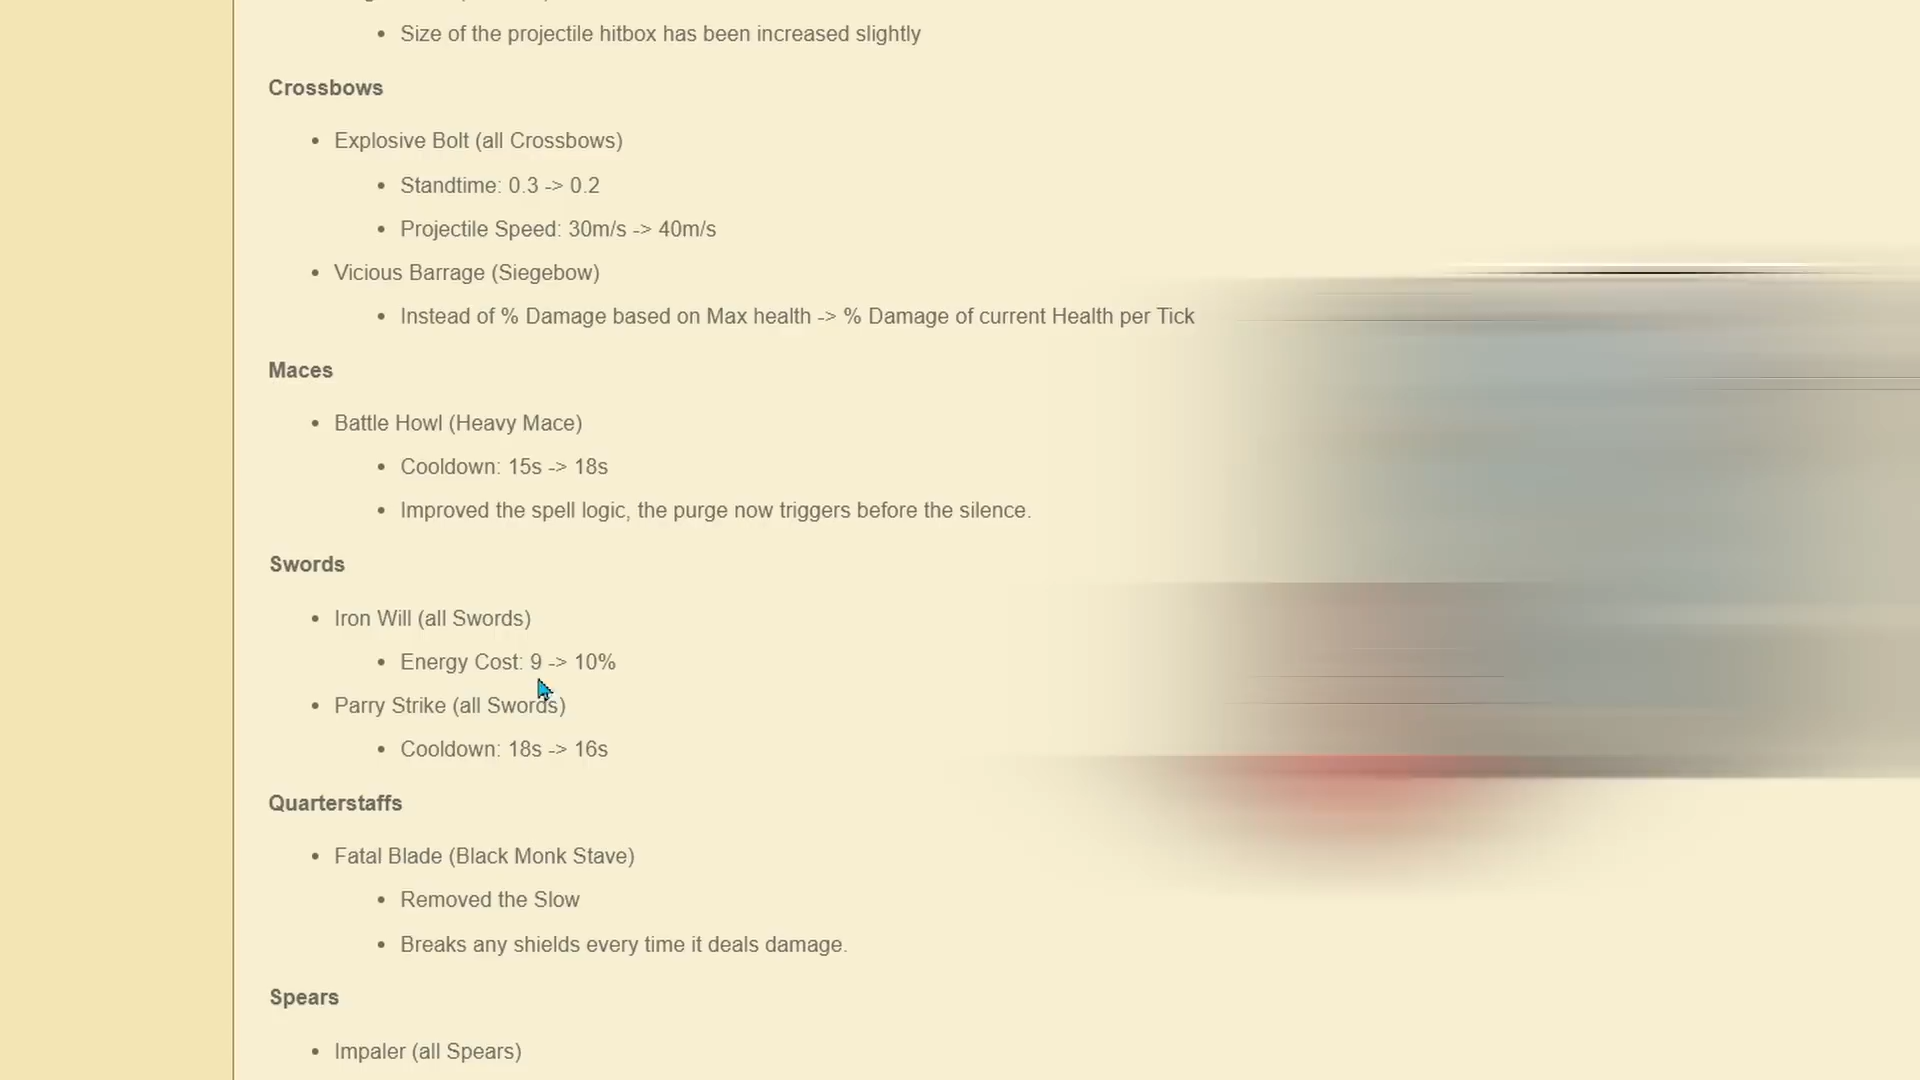 Size of the projectile hitbox has been increased slightly
Crossbows
Explosive Bolt (all Crossbows)
Standtime: 0.3 -> 0.2
Projectile Speed: 30m/s -> 40m/s
Vicious Barrage (Siegebow)
Instead of % Damage based on Max health -> % Damage of current Health per Tick
Maces
Battle Howl (Heavy Mace)
Cooldown: 15s -> 18s
Improved the spell logic, the purge now triggers before the silence.
Swords
Iron Will (all Swords)
Energy Cost: 9 -> 10%
Parry Strike (all Swords)
Cooldown: 18s -> 16s
Quarterstaffs
Fatal Blade (Black Monk Stave)
Removed the Slow
Breaks any shields every time it deals damage.
Spears
Impaler (all Spears)